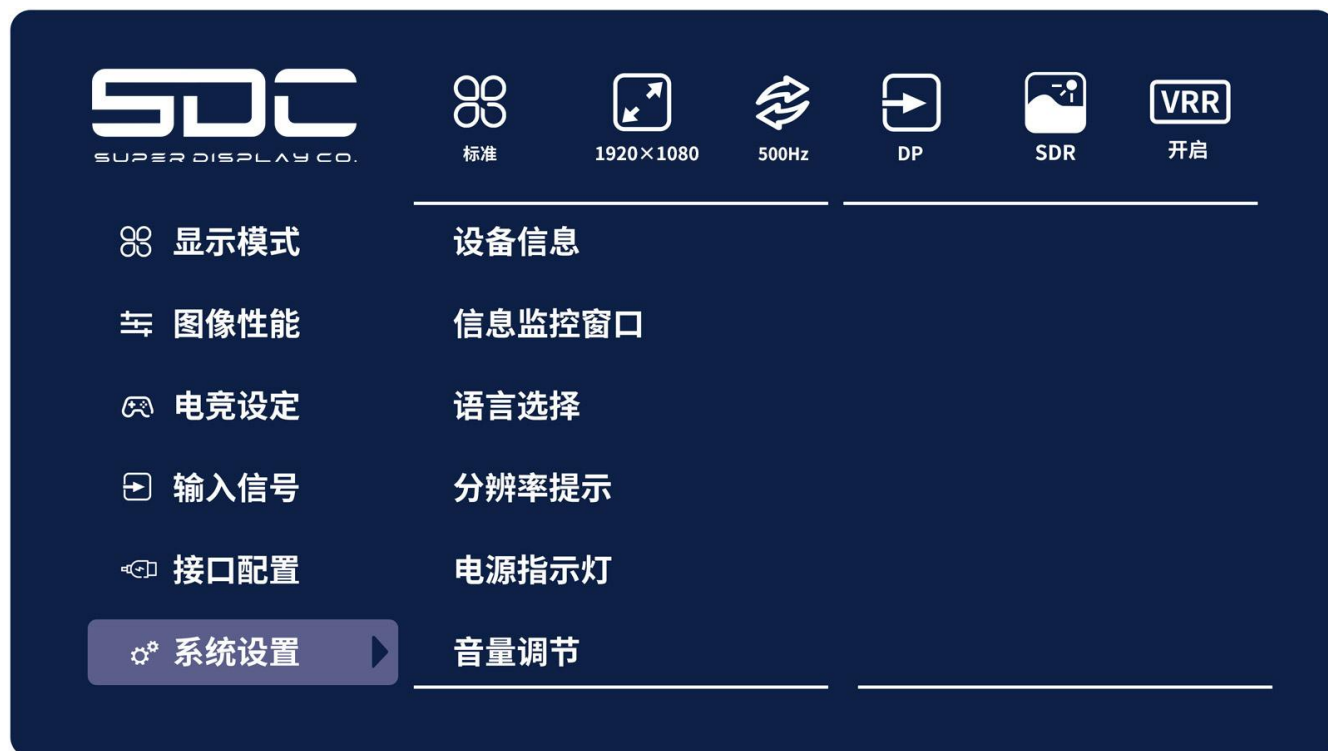 SDC
SUPER DISPLAY CO.
标准
1920×1080
500Hz
DP
SDR
VRR
开启
显示模式
图像性能
电竞设定
输入信号
接口配置
系统设置
设备信息
信息监控窗口
语言选择
分辨率提示
电源指示灯
音量调节